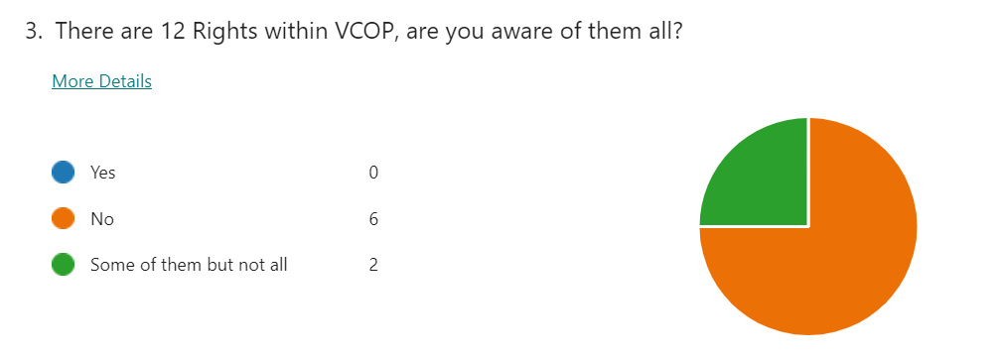 3. There are 12 Rights within VCOP, are you aware of them all?
More Details
Yes 0
No 6
Some of them but not all 2